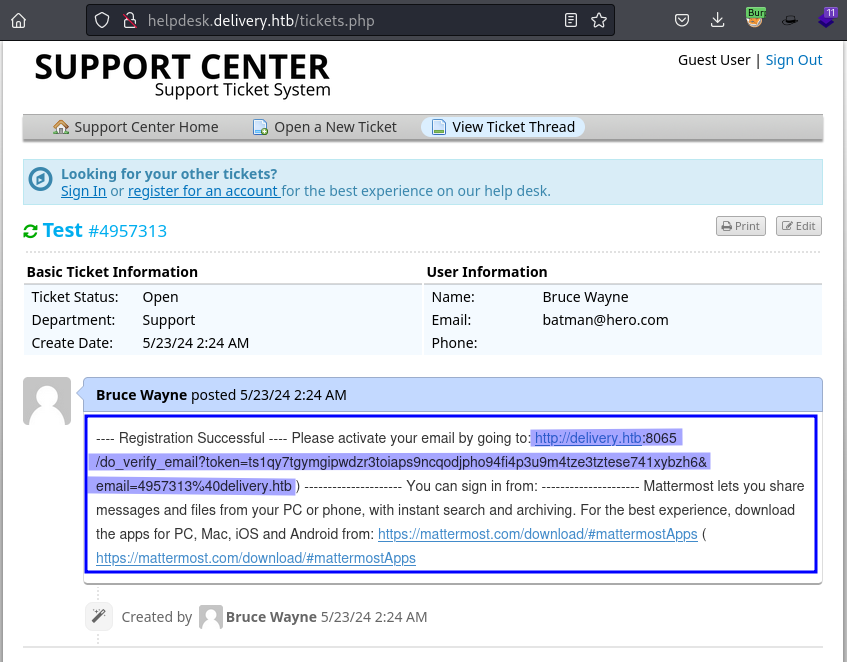 helpdesk.delivery.htb/tickets.php
Burr
11
SUPPORT CENTER
Support Ticket System
Guest User | Sign Out
Support Center Home
Open a New Ticket
View Ticket Thread
Looking for your other tickets?
Sign In or register for an account for the best experience on our help desk.
Test #4957313
Print
Edit
Basic Ticket Information
User Information
Ticket Status: Open
Name: Bruce Wayne
Department: Support
Email: batman@hero.com
Create Date: 5/23/24 2:24 AM
Phone:
Bruce Wayne posted 5/23/24 2:24 AM
---- Registration Successful ---- Please activate your email by going to: http://delivery.htb:8065
/do_verify_email?token=ts1qy7tgymgipwdzr3toiaps9ncqodjpho94fi4p3u9m4tze3tztese741xybzh6&
email=4957313%40delivery.htb ) --------------------- You can sign in from: --------------------- Mattermost lets you share
messages and files from your PC or phone, with instant search and archiving. For the best experience, download
the apps for PC, Mac, iOS and Android from: https://mattermost.com/download/#mattermostApps (
https://mattermost.com/download/#mattermostApps
Created by Bruce Wayne 5/23/24 2:24 AM